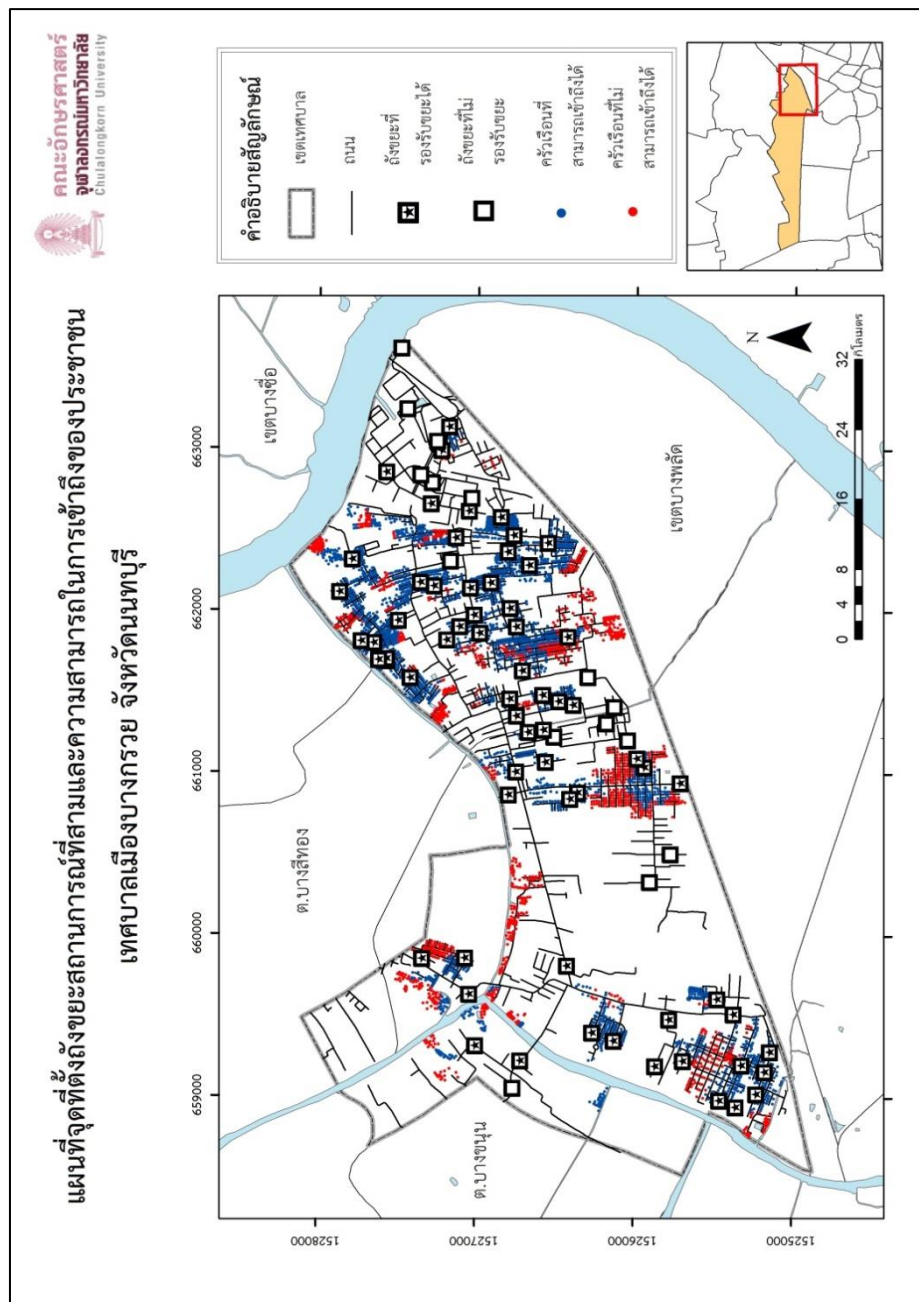 แผนที่จุดที่ตั้งถังขยะสถานการณ์ที่สามและความสามารถในการเข้าถึงของประชาชน
เทศบาลเมืองบางกรวย จังหวัดนนทบุรี
คณะอักษรศาสตร์
จุฬาลงกรณ์มหาวิทยาลัย
Chulalongkorn University
659000
660000
661000
662000
663000
1528000
1527000
1526000
1525000
ต.บางขนุน
ต.บางสีทอง
เขตบางซื่อ
เขตบางพลัด
N
0 4 8 16 24 32
กิโลเมตร
คำอธิบายสัญลักษณ์
เขตเทศบาล
ถนน
ถังขยะที่
รองรับขยะได้
ถังขยะที่ไม่
รองรับขยะ
ครัวเรือนที่
สามารถเข้าถึงได้
ครัวเรือนที่ไม่
สามารถเข้าถึงได้